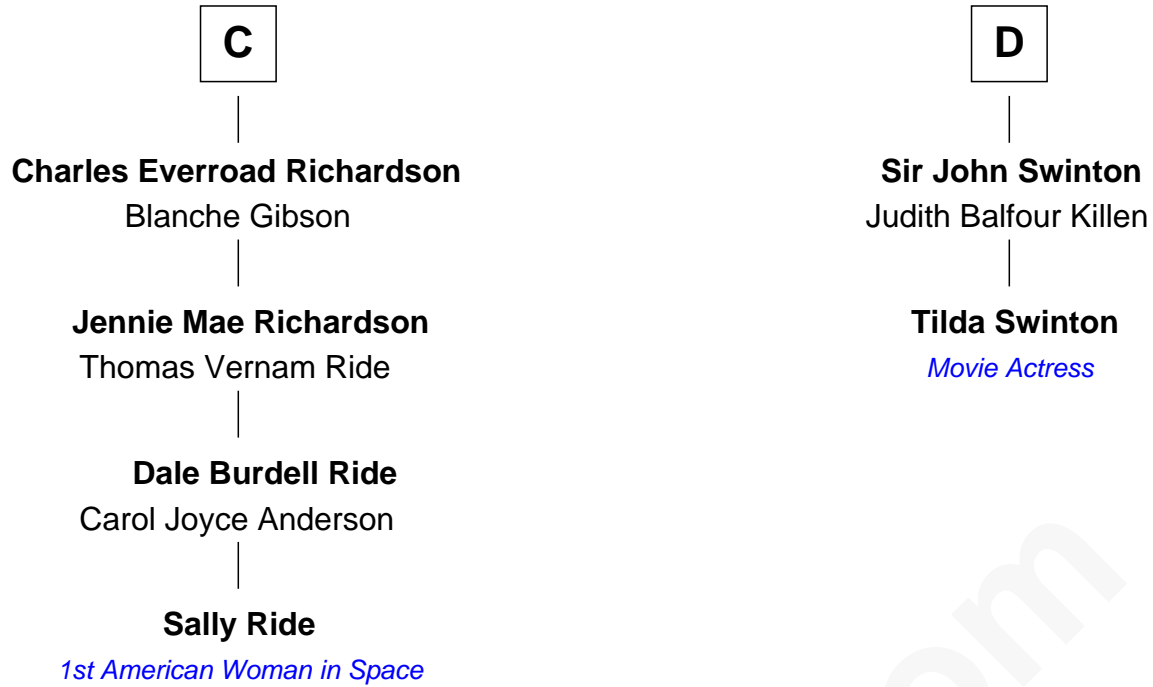 C
Charles Everroad Richardson
Blanche Gibson
Jennie Mae Richardson
Thomas Vernam Ride
Dale Burdell Ride
Carol Joyce Anderson
Sally Ride
1st American Woman in Space
D
Sir John Swinton
Judith Balfour Killen
Tilda Swinton
Movie Actress
om